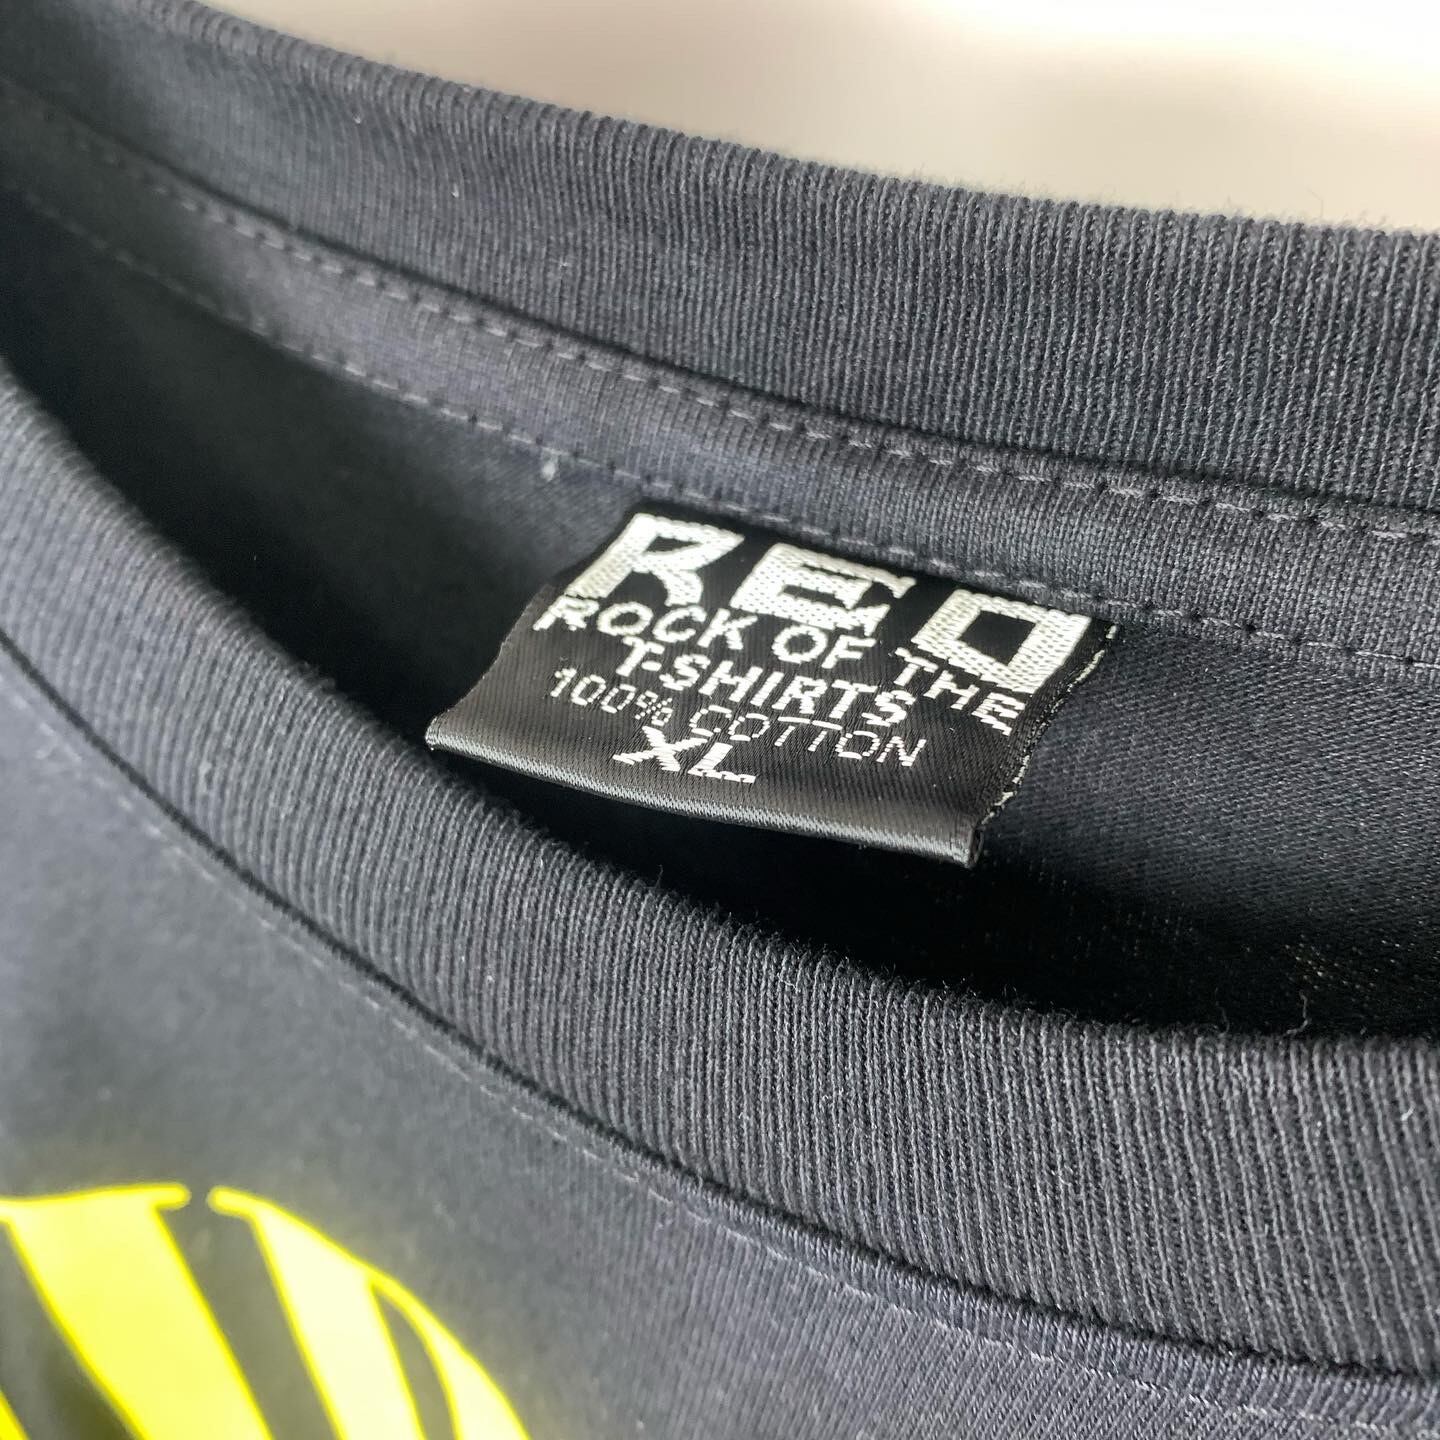 REO
ROCK OF THE
T-SHIRTS
100% COTTON
XL